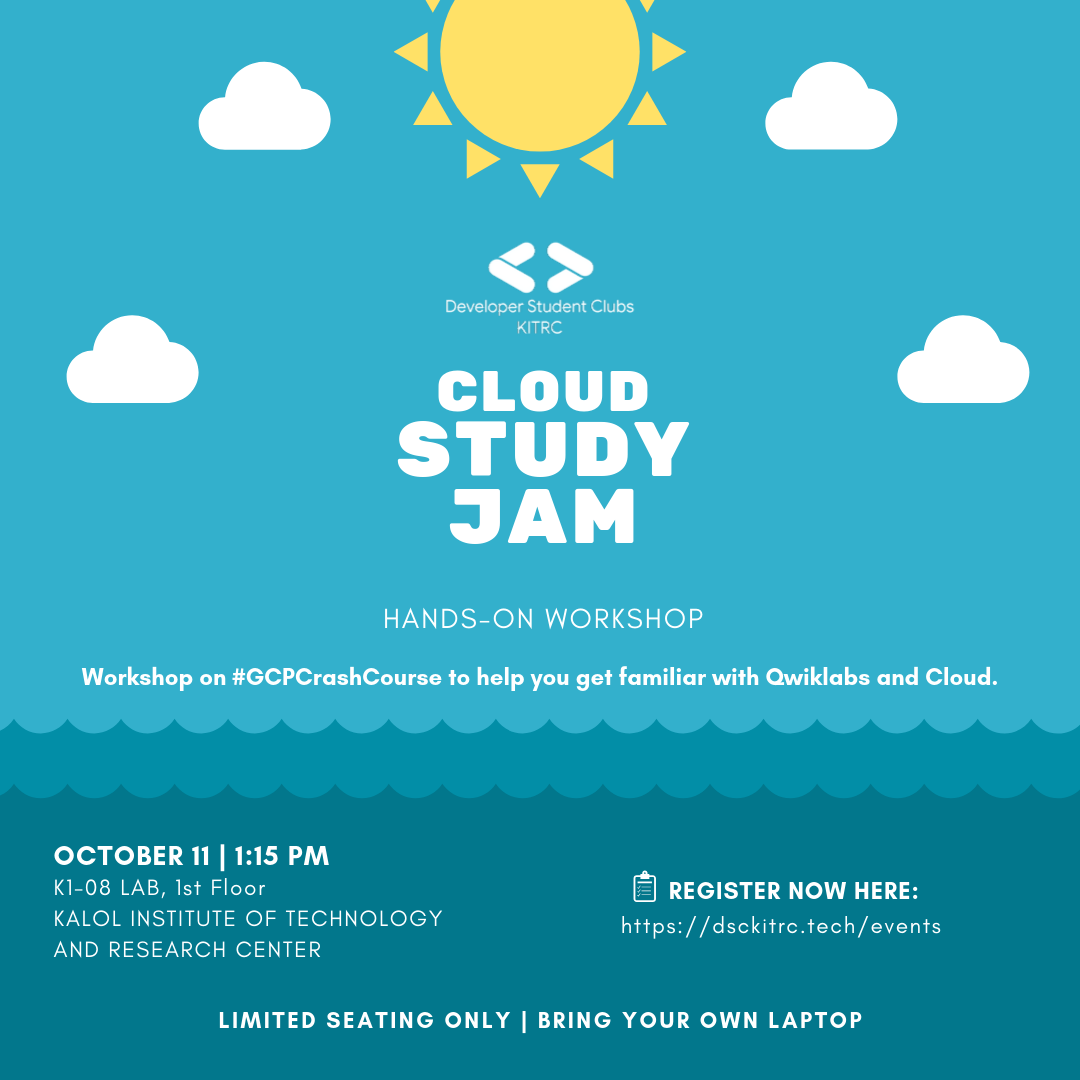 Developer Student Clubs
KITRC
CLOUD
STUDY
JAM
HANDS-ON WORKSHOP
Workshop on #GCPCrashCourse to help you get familiar with Qwiklabs and Cloud.
OCTOBER 11 | 1:15 PM
K1-08 LAB, 1st Floor
KALOL INSTITUTE OF TECHNOLOGY
AND RESEARCH CENTER
REGISTER NOW HERE:
https://dsckitrc.tech/events
LIMITED SEATING ONLY | BRING YOUR OWN LAPTOP